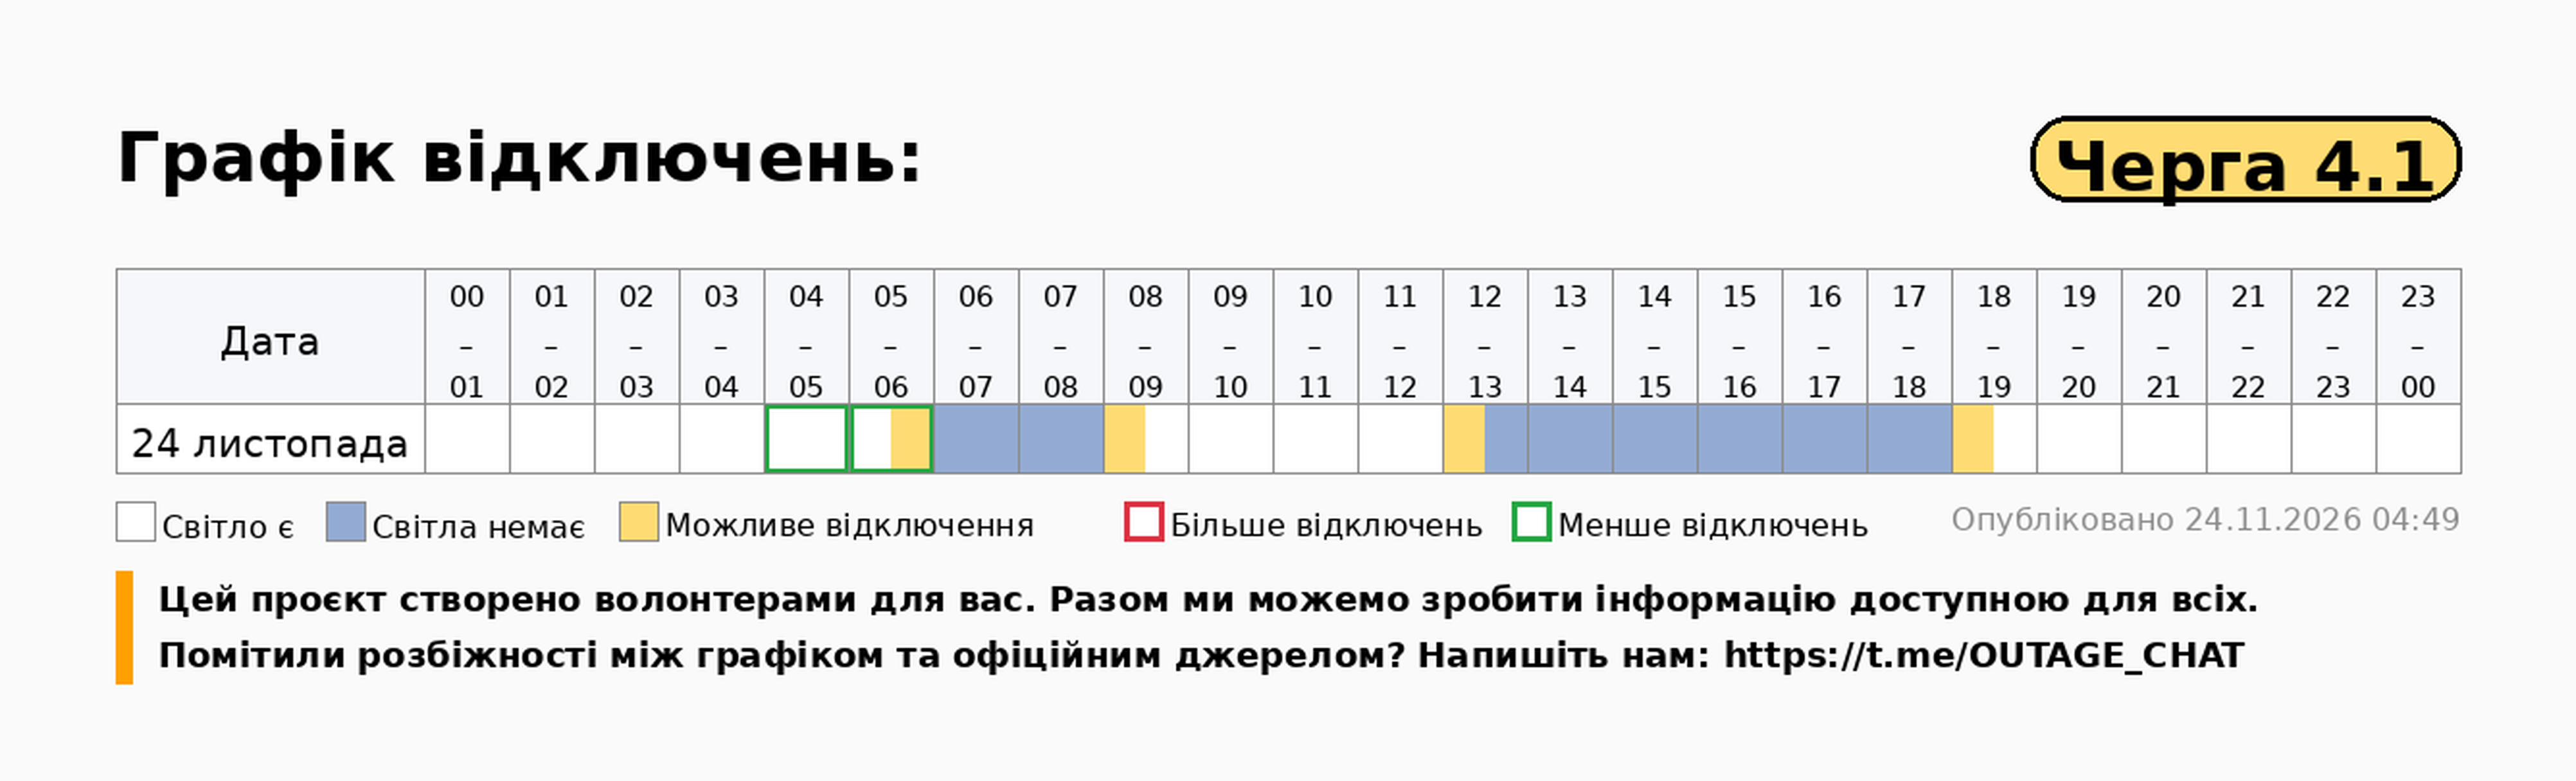 Графік відключень:
Черга 4.1
Дата 00 – 01 01 – 02 02 – 03 03 – 04 04 – 05 05 – 06 06 – 07 07 – 08 08 – 09 09 – 10 10 – 11 11 – 12 12 – 13 13 – 14 14 – 15 15 – 16 16 – 17 17 – 18 18 – 19 19 – 20 20 – 21 21 – 22 22 – 23 23 – 00
24 листопада
Світло є Світла немає Можливе відключення Більше відключень Менше відключень Опубліковано 24.11.2026 04:49
Цей проєкт створено волонтерами для вас. Разом ми можемо зробити інформацію доступною для всіх.
Помітили розбіжності між графіком та офіційним джерелом? Напишіть нам: https://t.me/OUTAGE_CHAT